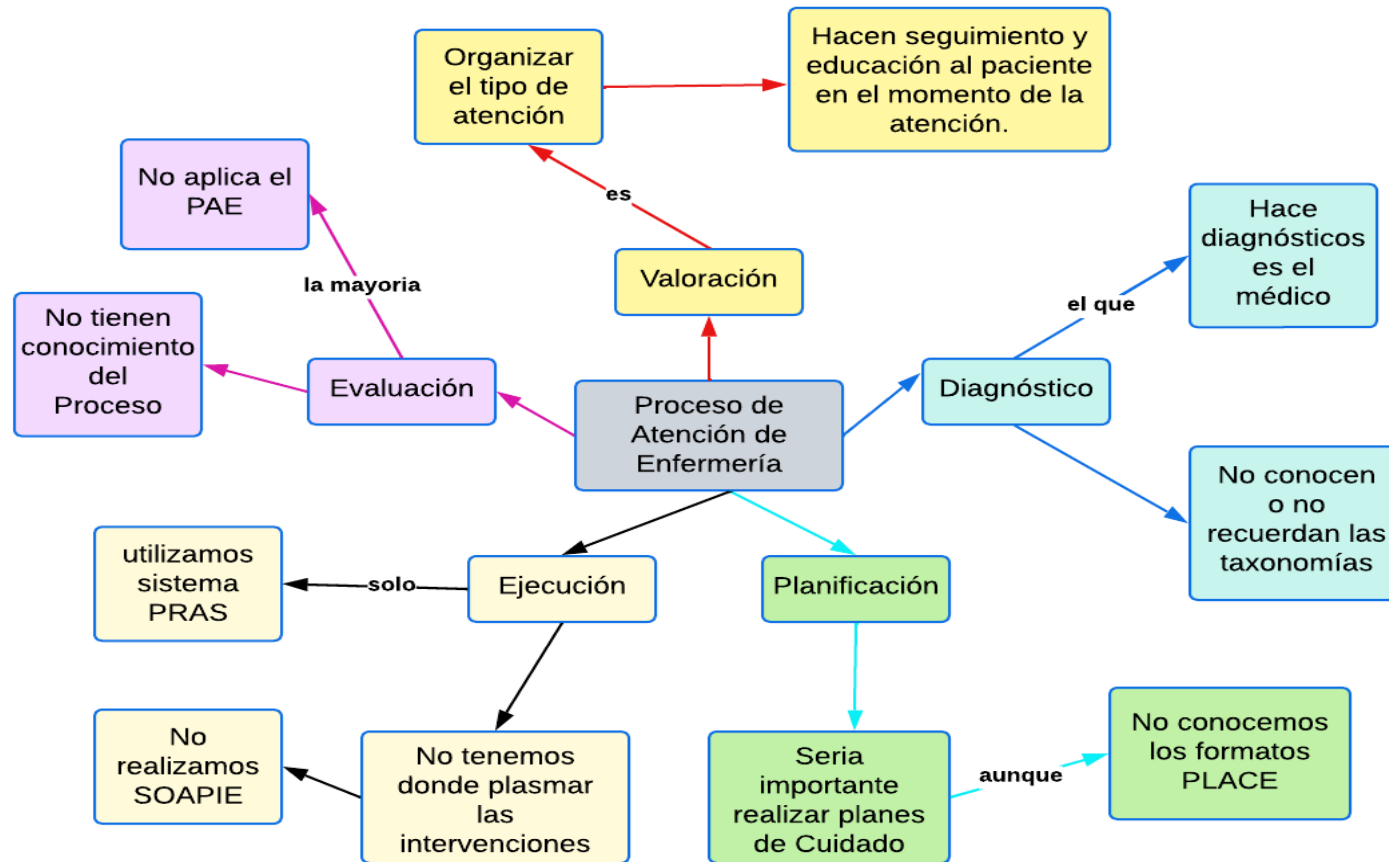 Organizar
el tipo de
atención
Hacen seguimiento y
educación al paciente
en el momento de la
atención.
No aplica el
PAE
es
Hace
diagnósticos
es el
médico
Valoración
la mayoria
el que
No tienen
conocimiento
del
Proceso
Evaluación
Diagnóstico
Proceso de
Atención de
Enfermería
No conocen
o no
recuerdan las
taxonomías
utilizamos
sistema
PRAS
solo
Ejecución
Planificación
No
realizamos
SOAPIE
No tenemos
donde plasmar
las
intervenciones
Seria
importante
realizar planes
de Cuidado
aunque
No conocemos
los formatos
PLACE